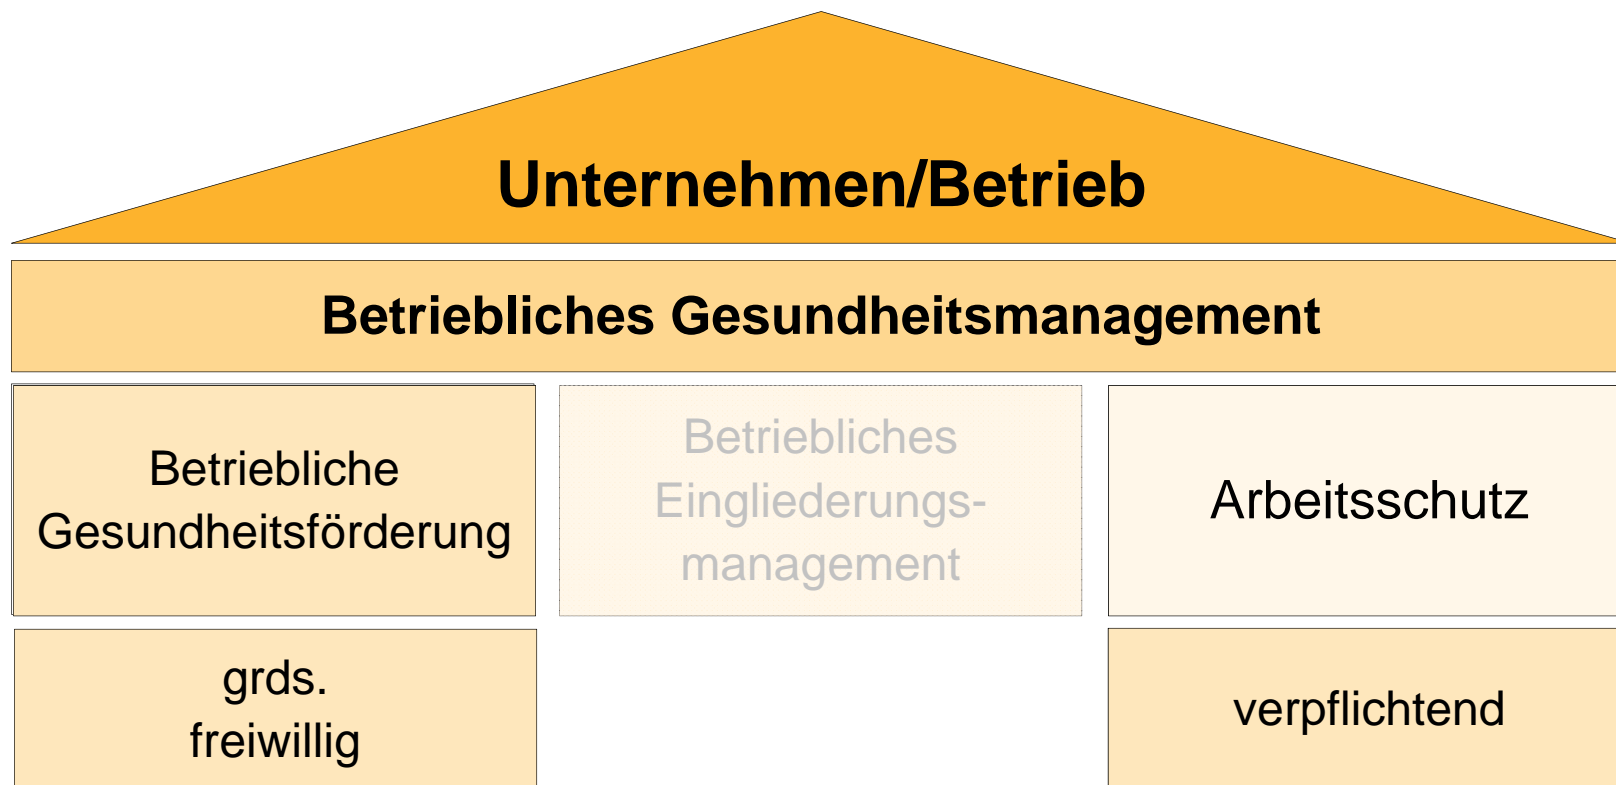 Unternehmen/Betrieb
Betriebliches Gesundheitsmanagement
Betriebliche
Gesundheitsförderung
Betriebliches
Eingliederungs-
management
Arbeitsschutz
grds.
freiwillig
verpflichtend